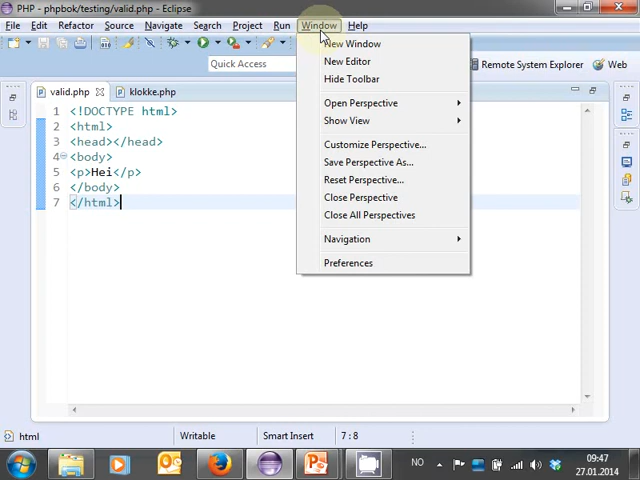 PHP - phpbok/testing/valid.php - Eclipse
File Edit Refactor Source Navigate Search Project Run Window Help
Quick Access
Remote System Explorer Web
New Window
New Editor
Hide Toolbar
Open Perspective
Show View
Customize Perspective...
Save Perspective As...
Reset Perspective...
Close Perspective
Close All Perspectives
Navigation
Preferences
valid.php klokke.php
1 <!DOCTYPE html>
2 <html>
3 <head></head>
4 <body>
5 <p>Hei</p>
6 </body>
7 </html>
html Writable Smart Insert 7 : 8
NO 09:47
27.01.2014